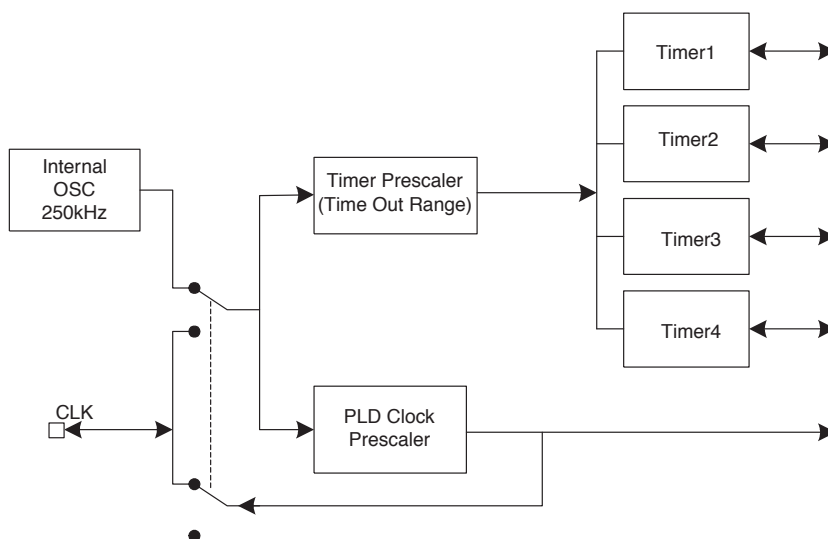 Timer1
Timer2
Internal
OSC
250kHz
Timer Prescaler
(Time Out Range)
Timer3
Timer4
CLK
PLD Clock
Prescaler